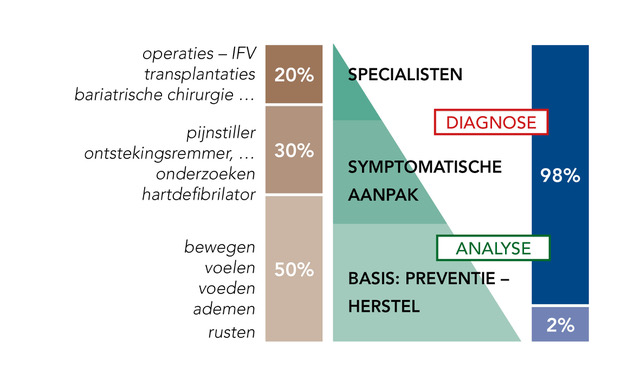 operaties – IFV
transplantaties
bariatrische chirurgie …
20%
SPECIALISTEN
DIAGNOSE
pijnstiller
ontstekingsremmer, …
onderzoeken
hartdefibrilator
30%
SYMPTOMATISCHE
AANPAK
98%
ANALYSE
bewegen
voelen
voeden
ademen
rusten
50%
BASIS: PREVENTIE –
HERSTEL
2%